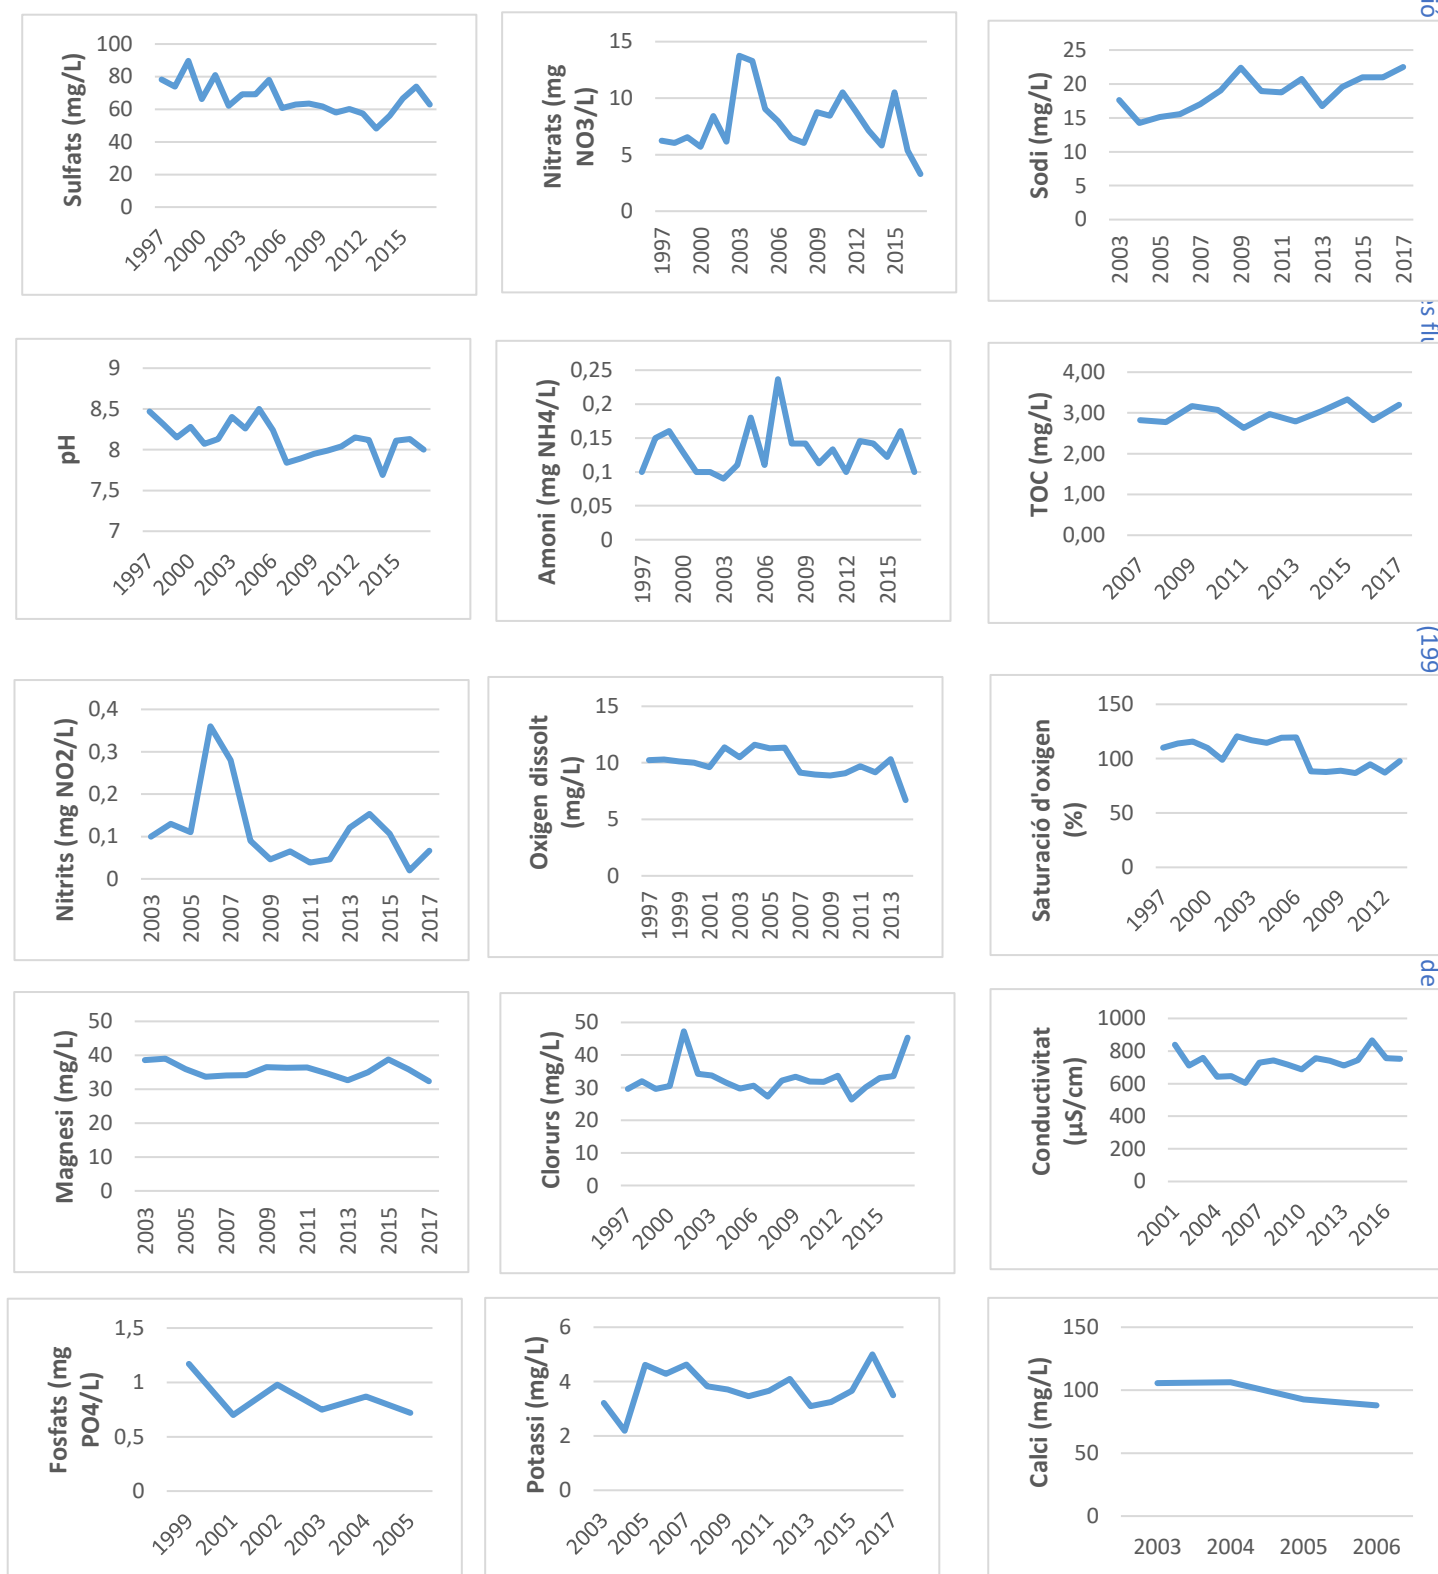 Sulfats (mg/L)
100
80
60
40
20
0
1997 2000 2003 2006 2009 2012 2015
Nitrats (mg
NO3/L)
15
10
5
0
1997 2000 2003 2006 2009 2012 2015
Sodi (mg/L)
25
20
15
10
5
0
2003 2005 2007 2009 2011 2013 2015 2017
pH
9
8,5
8
7,5
7
1997 2000 2003 2006 2009 2012 2015
Amoni (mg NH4/L)
0,25
0,2
0,15
0,1
0,05
0
1997 2000 2003 2006 2009 2012 2015
TOC (mg/L)
4,00
3,00
2,00
1,00
0,00
2007 2009 2011 2013 2015 2017
(199
Nitrits (mg NO2/L)
0,4
0,3
0,2
0,1
0
2003 2005 2007 2009 2011 2013 2015 2017
Oxigen dissolt
(mg/L)
15
10
5
0
1997 1999 2001 2003 2005 2007 2009 2011 2013
Saturació d'oxigen
(%)
150
100
50
0
1997 2000 2003 2006 2009 2012
de
Magnesi (mg/L)
50
40
30
20
10
0
2003 2005 2007 2009 2011 2013 2015 2017
Clorurs (mg/L)
50
40
30
20
10
0
1997 2000 2003 2006 2009 2012 2015
Conductivitat
(µS/cm)
1000
800
600
400
200
0
2001 2004 2007 2010 2013 2016
Fosfats (mg
PO4/L)
1,5
1
0,5
0
1999 2001 2002 2003 2004 2005
Potassi (mg/L)
6
4
2
0
2003 2005 2007 2009 2011 2013 2015 2017
Calci (mg/L)
150
100
50
0
2003 2004 2005 2006